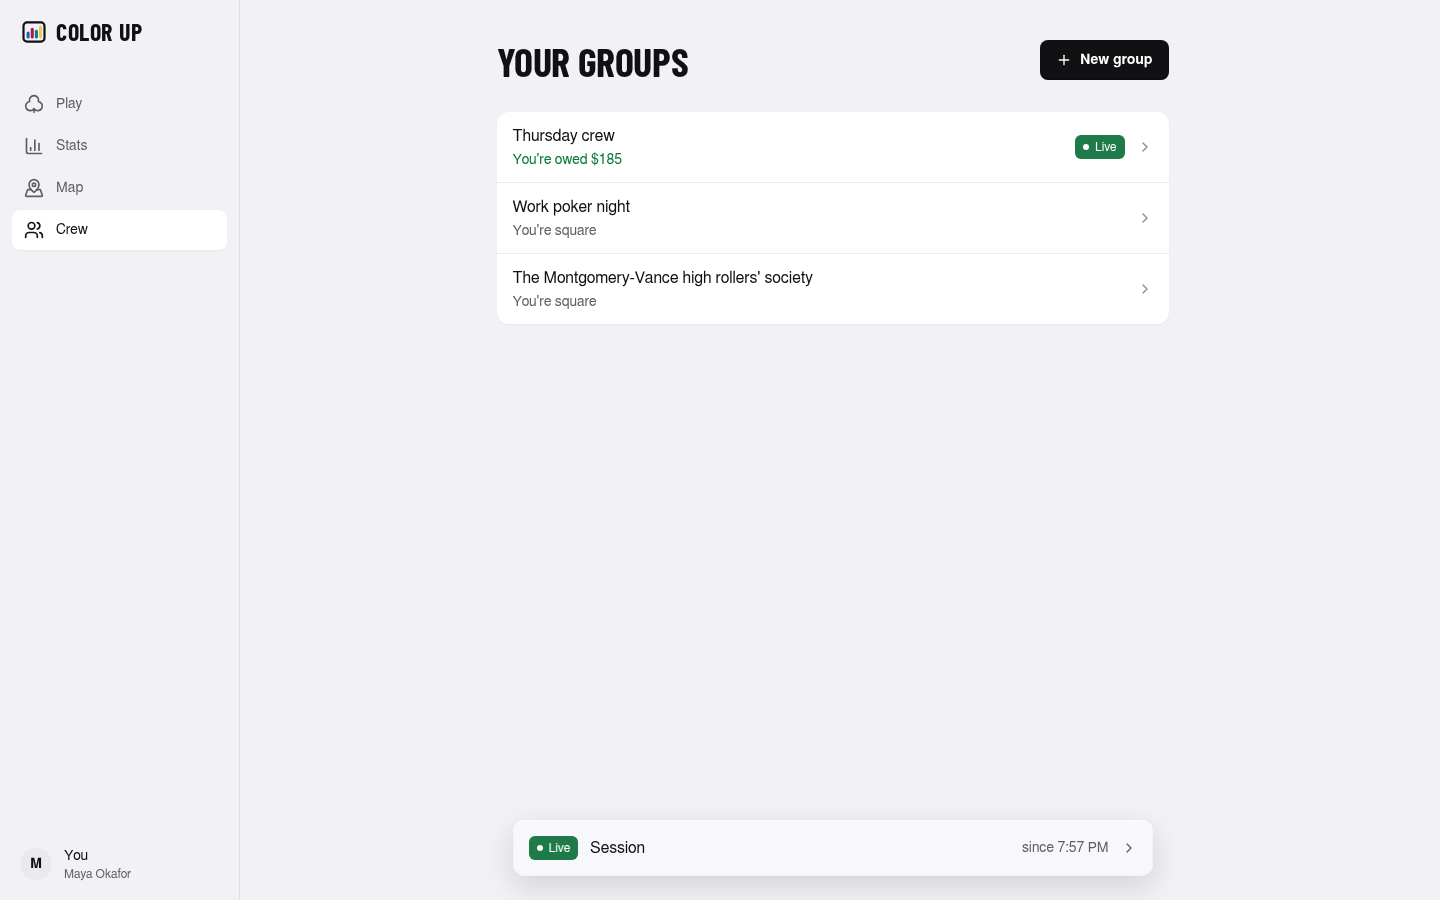 COLOR UP
Play
Stats
Map
Crew
M
You
Maya Okafor
YOUR GROUPS
New group
Thursday crew
You're owed $185
Live
Work poker night
You're square
The Montgomery-Vance high rollers' society
You're square
Live
Session
since 7:57 PM